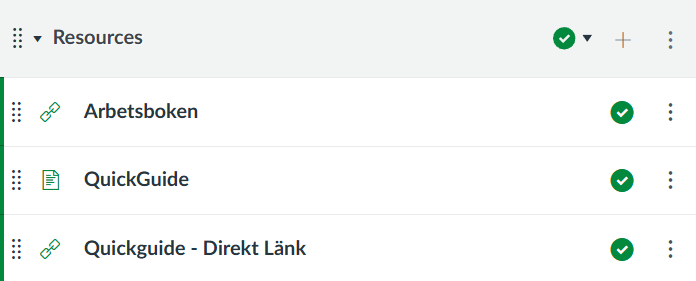 Resources
Arbetsboken
QuickGuide
Quickguide - Direkt Länk